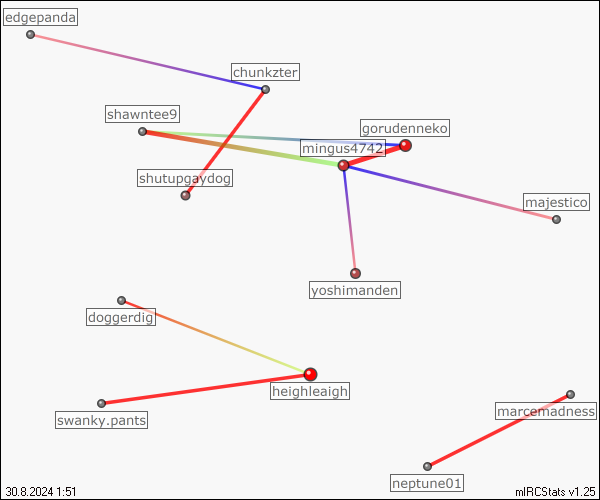 edgepanda
chunkzter
shawntee9
gorudenneko
mingus4742
shutupgaydog
majestico
yoshimanden
doggerdig
heighleaigh
marcemadness
swanky.pants
neptune01
30.8.2024 1:51
mIRCStats v1.25